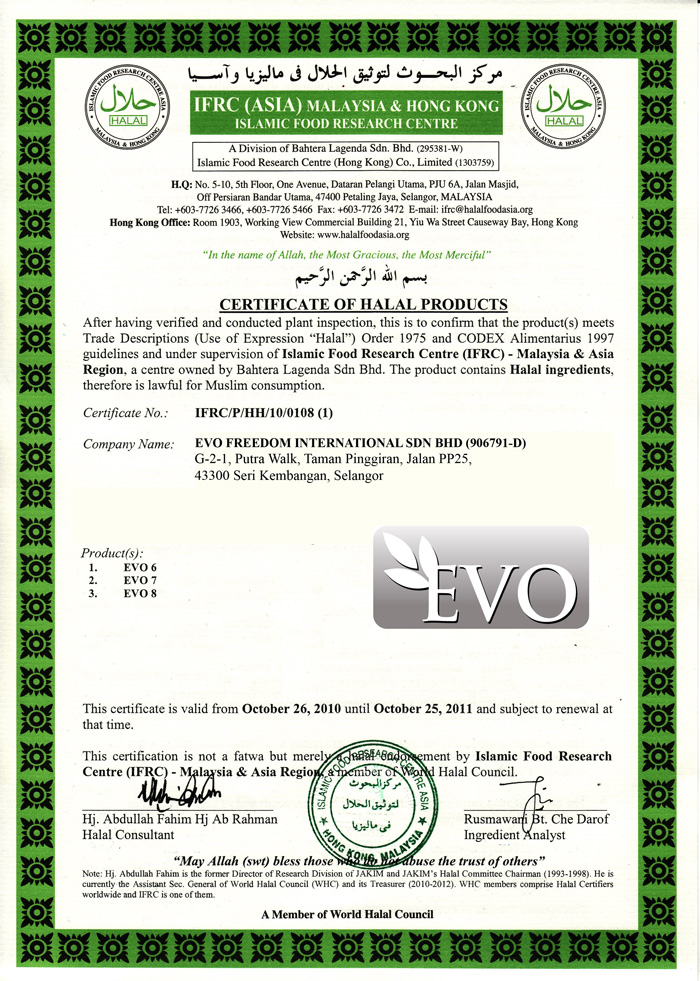 مركز البحوث لتوثيق الحلال فى ماليزيا وآسيا
ISLAMIC FOOD RESEARCH CENTRE ASIA
حلال
HALAL
MALAYSIA & HONG KONG
IFRC (ASIA) MALAYSIA & HONG KONG
ISLAMIC FOOD RESEARCH CENTRE
ISLAMIC FOOD RESEARCH CENTRE ASIA
حلال
HALAL
MALAYSIA & HONG KONG
A Division of Bahtera Lagenda Sdn. Bhd. (295381-W)
Islamic Food Research Centre (Hong Kong) Co., Limited (1303759)
H.Q: No. 5-10, 5th Floor, One Avenue, Dataran Pelangi Utama, PJU 6A, Jalan Masjid,
Off Persiaran Bandar Utama, 47400 Petaling Jaya, Selangor, MALAYSIA
Tel: +603-7726 3466, +603-7726 5466 Fax: +603-7726 3472 E-mail: ifrc@halalfoodasia.org
Hong Kong Office: Room 1903, Working View Commercial Building 21, Yiu Wa Street Causeway Bay, Hong Kong
Website: www.halalfoodasia.org
“In the name of Allah, the Most Gracious, the Most Merciful”
بسم الله الرَّحمن الرَّحيم
CERTIFICATE OF HALAL PRODUCTS
After having verified and conducted plant inspection, this is to confirm that the product(s) meets
Trade Descriptions (Use of Expression “Halal”) Order 1975 and CODEX Alimentarius 1997
guidelines and under supervision of Islamic Food Research Centre (IFRC) - Malaysia & Asia
Region, a centre owned by Bahtera Lagenda Sdn Bhd. The product contains Halal ingredients,
therefore is lawful for Muslim consumption.
Certificate No.: IFRC/P/HH/10/0108 (1)
Company Name: EVO FREEDOM INTERNATIONAL SDN BHD (906791-D)
G-2-1, Putra Walk, Taman Pinggiran, Jalan PP25,
43300 Seri Kembangan, Selangor
Product(s):
1. EVO 6
2. EVO 7
3. EVO 8
EVO
This certificate is valid from October 26, 2010 until October 25, 2011 and subject to renewal at
that time.
This certification is not a fatwa but merely a halal endorsement by Islamic Food Research
Centre (IFRC) - Malaysia & Asia Region, a member of World Halal Council.
ISLAMIC FOOD RESEARCH CENTRE ASIA
مركز البحوث
لتوثيق الحلال
فى ماليزيا
HONG KONG, MALAYSIA
Hj. Abdullah Fahim Hj Ab Rahman
Halal Consultant
Rusmawani Bt. Che Darof
Ingredient Analyst
“May Allah (swt) bless those who do not abuse the trust of others”
Note: Hj. Abdullah Fahim is the former Director of Research Division of JAKIM and JAKIM's Halal Committee Chairman (1993-1998). He is
currently the Assistant Sec. General of World Halal Council (WHC) and its Treasurer (2010-2012). WHC members comprise Halal Certifiers
worldwide and IFRC is one of them.
A Member of World Halal Council